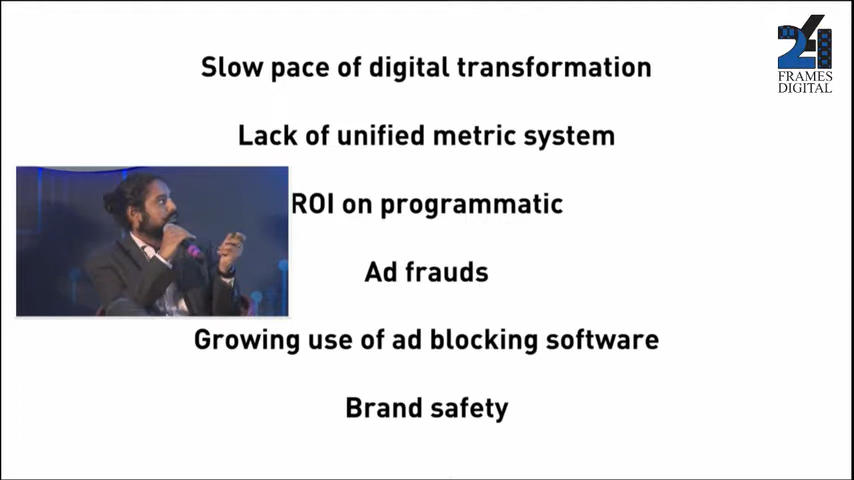 Slow pace of digital transformation
Lack of unified metric system
ROI on programmatic
Ad frauds
Growing use of ad blocking software
Brand safety
24
FRAMES
DIGITAL